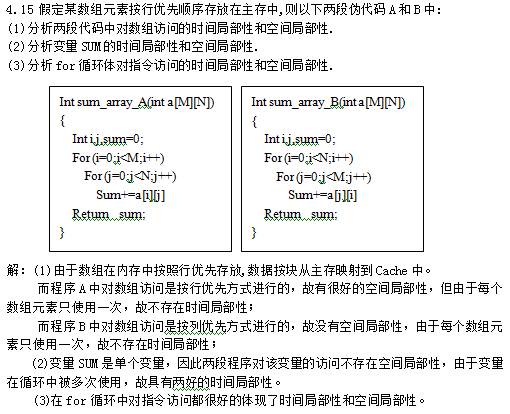 4.15 假定某数组元素按行优先顺序存放在主存中,则以下两段伪代码A和B中:
(1)分析两段代码中对数组访问的时间局部性和空间局部性.
(2)分析变量SUM的时间局部性和空间局部性.
(3)分析for循环体对指令访问的时间局部性和空间局部性.
Int sum_array_A(int a[M][N])
{
Int i,j,sum=0;
For (i=0;i<M;i++)
For (j=0;j<N;j++)
Sum+=a[i][j]
Return sum;
}
Int sum_array_B(int a[M][N])
{
Int i,j,sum=0;
For (i=0;i<N;i++)
For (j=0;j<M;j++)
Sum+=a[j][i]
Return sum;
}
解：(1)由于数组在内存中按照行优先存放,数据按块从主存映射到Cache 中。
而程序 A 中对数组访问是按行优先方式进行的，故有很好的空间局部性，但由于每个
数组元素只使用一次，故不存在时间局部性；
而程序 B 中对数组访问是按列优先方式进行的，故没有空间局部性，由于每个数组元
素只用一次，故不存在时间局部性；
(2)变量 SUM 是单个变量，因此两段程序对该变量的访问不存在空间局部性，由于变量
在循环中被多次使用，故具有两好的时间局部性。
(3)在 for 循环中对指令访问都很好的体现了时间局部性和空间局部性。